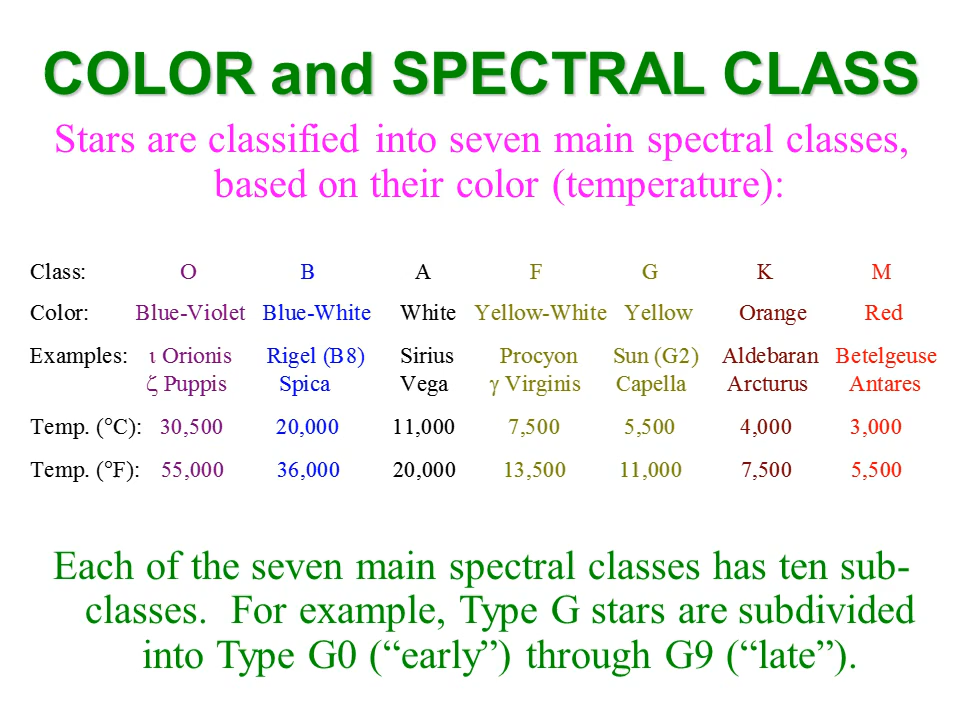 COLOR and SPECTRAL CLASS
Stars are classified into seven main spectral classes,
based on their color (temperature):
Class: O B A F G K M
Color: Blue-Violet Blue-White White Yellow-White Yellow Orange Red
Examples: ι Orionis Rigel (B8) Sirius Procyon Sun (G2) Aldebaran Betelgeuse
ζ Puppis Spica Vega γ Virginis Capella Arcturus Antares
Temp. (°C): 30,500 20,000 11,000 7,500 5,500 4,000 3,000
Temp. (°F): 55,000 36,000 20,000 13,500 11,000 7,500 5,500
Each of the seven main spectral classes has ten sub-
classes. For example, Type G stars are subdivided
into Type G0 (“early”) through G9 (“late”).